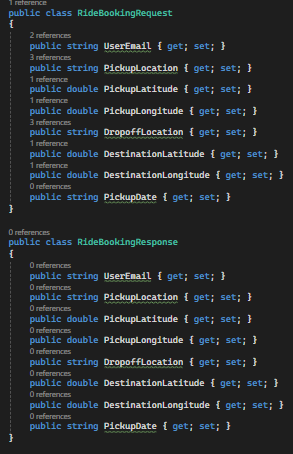 1 reference
public class RideBookingRequest
{
2 references
public string UserEmail { get; set; }
3 references
public string PickupLocation { get; set; }
1 reference
public double PickupLatitude { get; set; }
1 reference
public double PickupLongitude { get; set; }
3 references
public string DropoffLocation { get; set; }
1 reference
public double DestinationLatitude { get; set; }
1 reference
public double DestinationLongitude { get; set; }
0 references
public string PickupDate { get; set; }
}
0 references
public class RideBookingResponse
{
0 references
public string UserEmail { get; set; }
0 references
public string PickupLocation { get; set; }
0 references
public double PickupLatitude { get; set; }
0 references
public double PickupLongitude { get; set; }
0 references
public string DropoffLocation { get; set; }
0 references
public double DestinationLatitude { get; set; }
0 references
public double DestinationLongitude { get; set; }
0 references
public string PickupDate { get; set; }
}